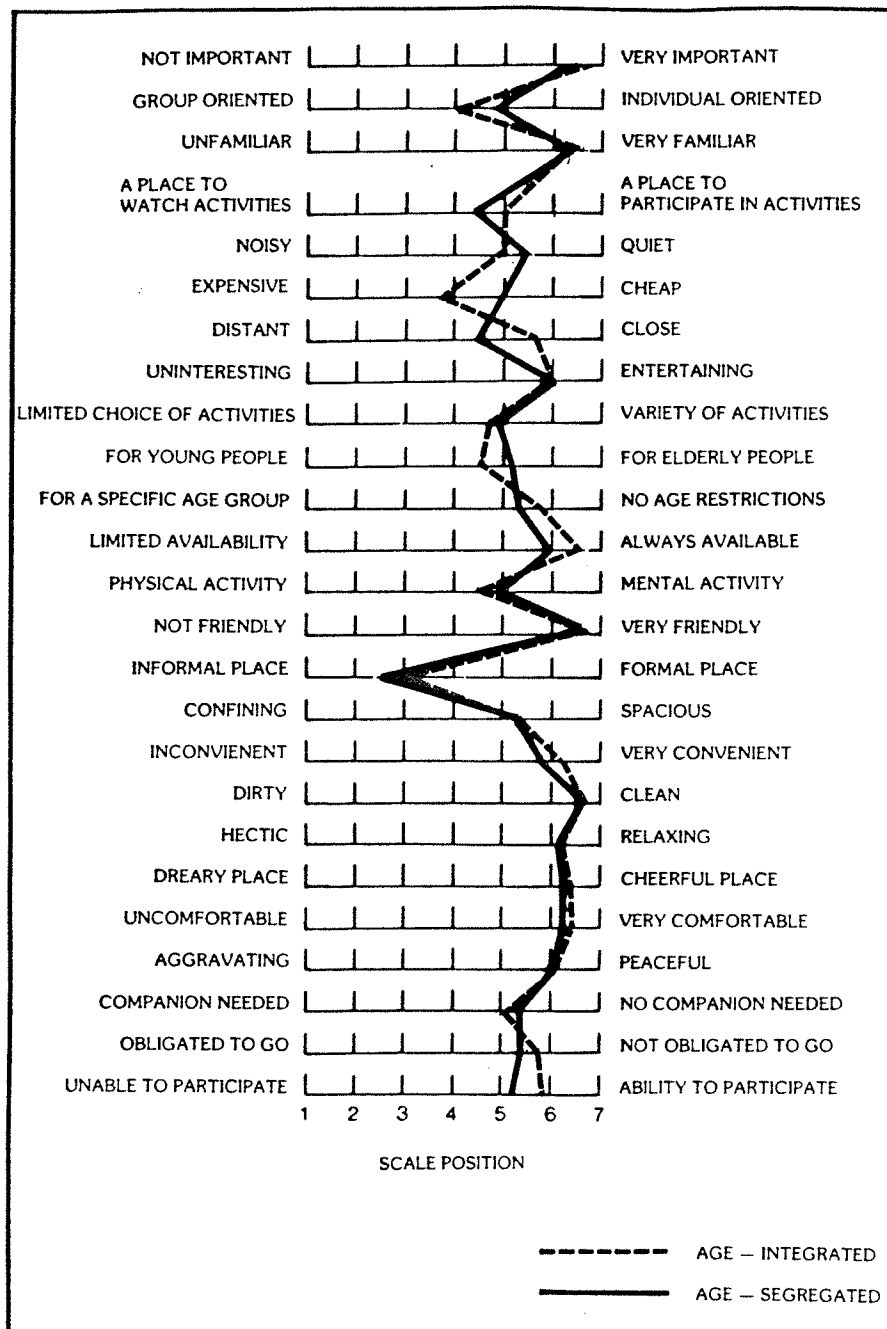 NOT IMPORTANT VERY IMPORTANT
GROUP ORIENTED INDIVIDUAL ORIENTED
UNFAMILIAR VERY FAMILIAR
A PLACE TO A PLACE TO
WATCH ACTIVITIES PARTICIPATE IN ACTIVITIES
NOISY QUIET
EXPENSIVE CHEAP
DISTANT CLOSE
UNINTERESTING ENTERTAINING
LIMITED CHOICE OF ACTIVITIES VARIETY OF ACTIVITIES
FOR YOUNG PEOPLE FOR ELDERLY PEOPLE
FOR A SPECIFIC AGE GROUP NO AGE RESTRICTIONS
LIMITED AVAILABILITY ALWAYS AVAILABLE
PHYSICAL ACTIVITY MENTAL ACTIVITY
NOT FRIENDLY VERY FRIENDLY
INFORMAL PLACE FORMAL PLACE
CONFINING SPACIOUS
INCONVIENENT VERY CONVENIENT
DIRTY CLEAN
HECTIC RELAXING
DREARY PLACE CHEERFUL PLACE
UNCOMFORTABLE VERY COMFORTABLE
AGGRAVATING PEACEFUL
COMPANION NEEDED NO COMPANION NEEDED
OBLIGATED TO GO NOT OBLIGATED TO GO
UNABLE TO PARTICIPATE ABILITY TO PARTICIPATE
1 2 3 4 5 6 7
SCALE POSITION
AGE – INTEGRATED
AGE – SEGREGATED